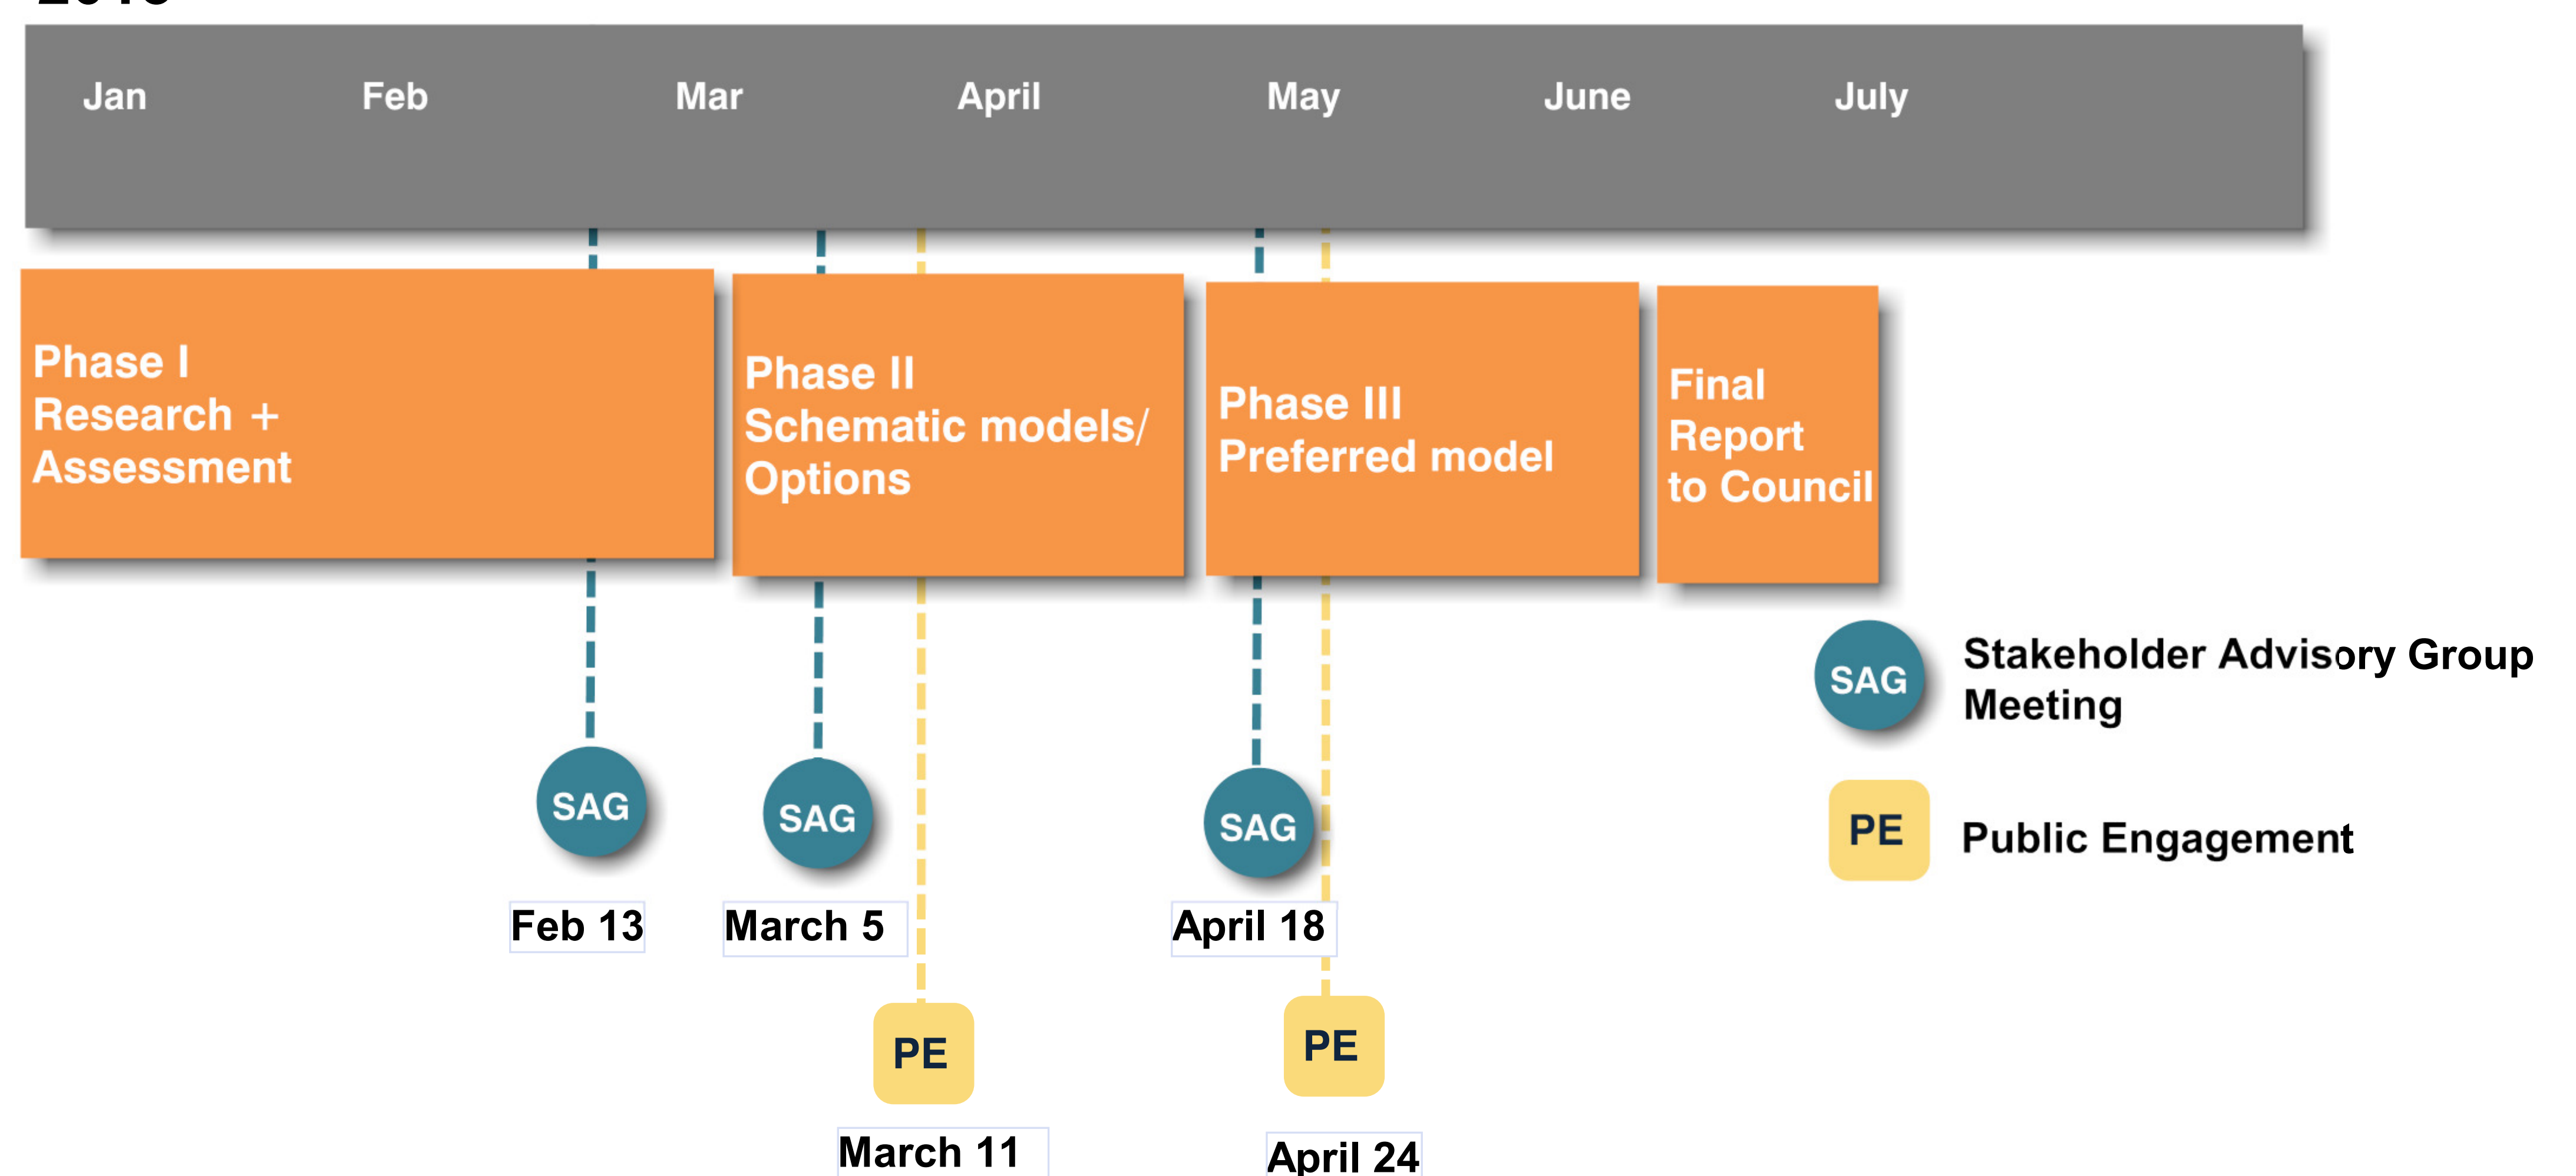 Jan Feb Mar April May June July
Phase I
Research +
Assessment
Phase II
Schematic models/
Options
Phase III
Preferred model
Final
Report
to Council
SAG
Stakeholder Advisory Group
Meeting
PE
Public Engagement
SAG
Feb 13
SAG
March 5
SAG
April 18
PE
March 11
PE
April 24